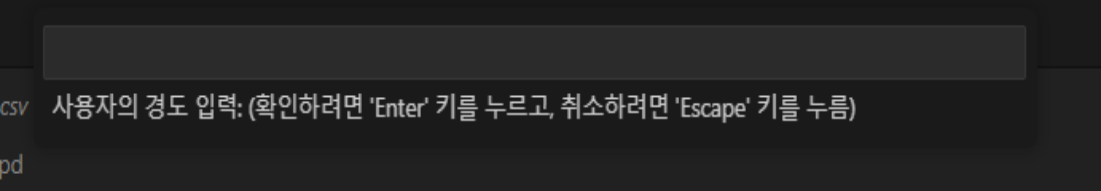 csv
사용자의 경도 입력: (확인하려면 'Enter' 키를 누르고, 취소하려면 'Escape' 키를 누름)
pd